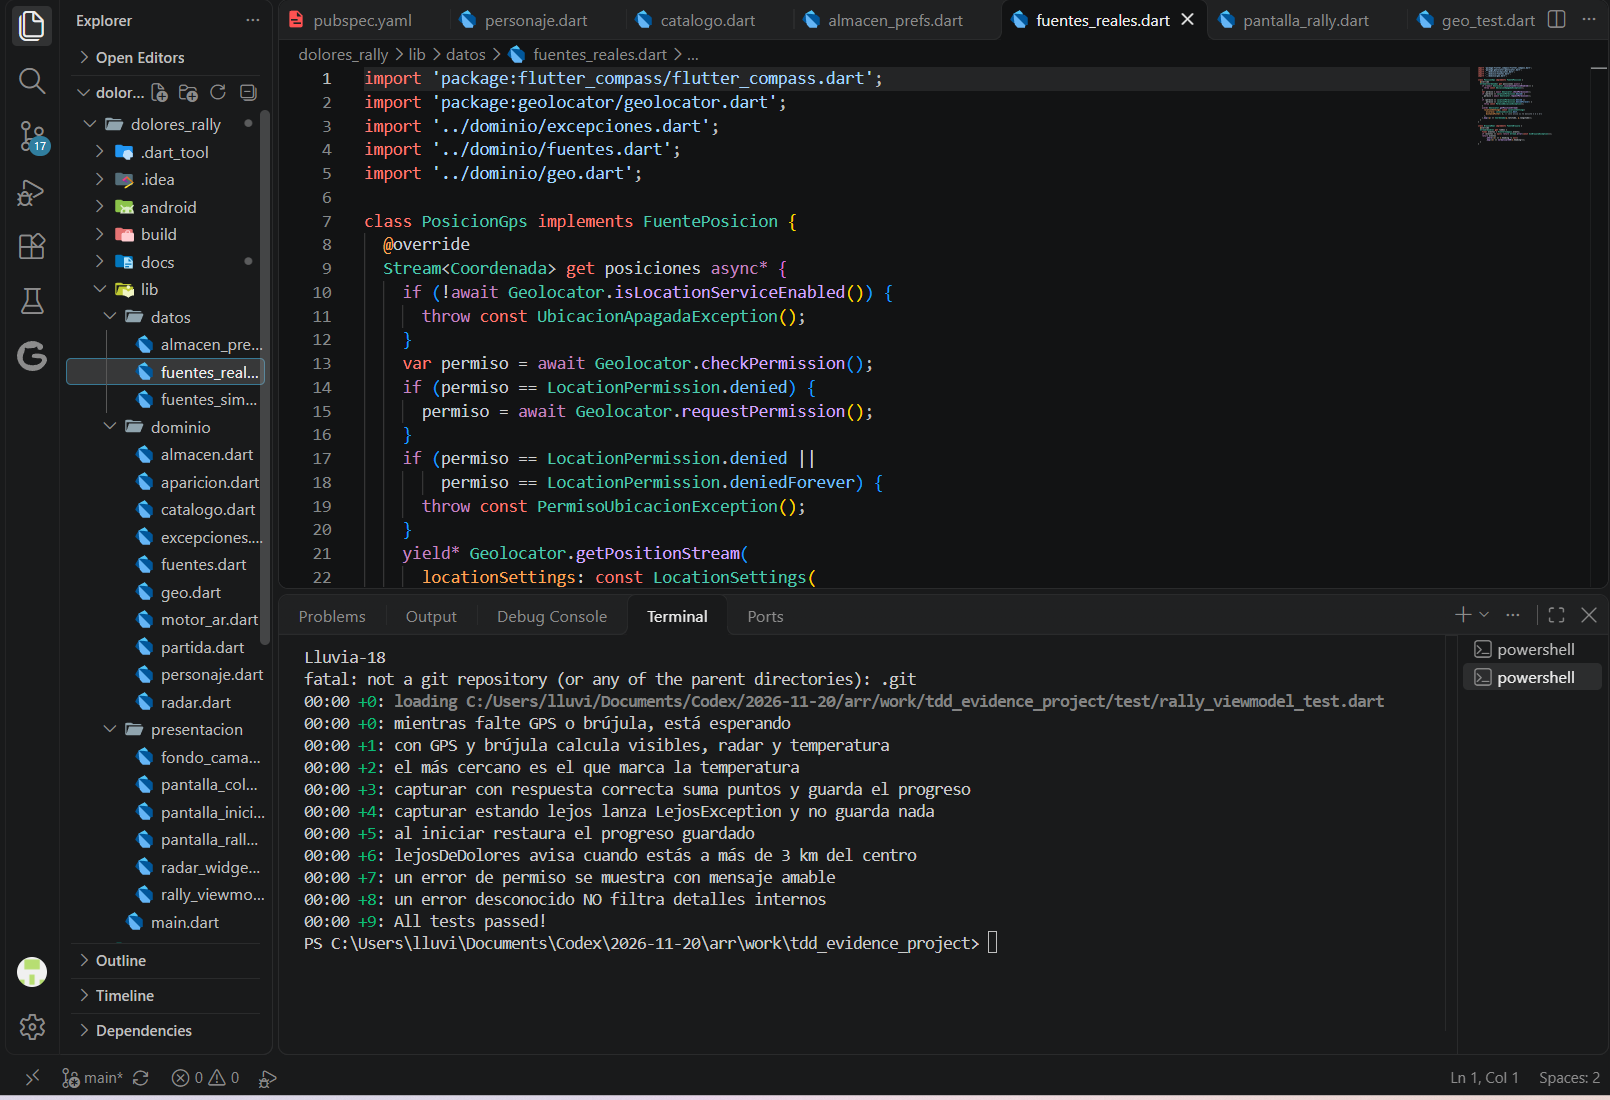 Explorer
Open Editors
dolor...
dolores_rally
.dart_tool
.idea
android
build
docs
lib
datos
almacen_pre...
fuentes_real...
fuentes_sim...
dominio
almacen.dart
aparicion.dart
catalogo.dart
excepciones....
fuentes.dart
geo.dart
motor_ar.dart
partida.dart
personaje.dart
radar.dart
presentacion
fondo_cama...
pantalla_col...
pantalla_inici...
pantalla_rall...
radar_widge...
rally_viewmo...
main.dart
Outline
Timeline
Dependencies
17
pubspec.yaml
personaje.dart
catalogo.dart
almacen_prefs.dart
fuentes_reales.dart
pantalla_rally.dart
geo_test.dart
dolores_rally > lib > datos > fuentes_reales.dart > ...
1 import 'package:flutter_compass/flutter_compass.dart';
2 import 'package:geolocator/geolocator.dart';
3 import '../dominio/excepciones.dart';
4 import '../dominio/fuentes.dart';
5 import '../dominio/geo.dart';
6
7 class PosicionGps implements FuentePosicion {
8 @override
9 Stream<Coordenada> get posiciones async* {
10 if (!await Geolocator.isLocationServiceEnabled()) {
11 throw const UbicacionApagadaException();
12 }
13 var permiso = await Geolocator.checkPermission();
14 if (permiso == LocationPermission.denied) {
15 permiso = await Geolocator.requestPermission();
16 }
17 if (permiso == LocationPermission.denied ||
18 permiso == LocationPermission.deniedForever) {
19 throw const PermisoUbicacionException();
20 }
21 yield* Geolocator.getPositionStream(
22 locationSettings: const LocationSettings(
Problems
Output
Debug Console
Terminal
Ports
powershell
powershell
Lluvia-18
fatal: not a git repository (or any of the parent directories): .git
00:00 +0: loading C:/Users/lluvi/Documents/Codex/2026-11-20/arr/work/tdd_evidence_project/test/rally_viewmodel_test.dart
00:00 +0: mientras falte GPS o brújula, está esperando
00:00 +1: con GPS y brújula calcula visibles, radar y temperatura
00:00 +2: el más cercano es el que marca la temperatura
00:00 +3: capturar con respuesta correcta suma puntos y guarda el progreso
00:00 +4: capturar estando lejos lanza LejosException y no guarda nada
00:00 +5: al iniciar restaura el progreso guardado
00:00 +6: lejosDeDolores avisa cuando estás a más de 3 km del centro
00:00 +7: un error de permiso se muestra con mensaje amable
00:00 +8: un error desconocido NO filtra detalles internos
00:00 +9: All tests passed!
PS C:\Users\lluvi\Documents\Codex\2026-11-20\arr\work\tdd_evidence_project>
main*
0
0
Ln 1, Col 1
Spaces: 2